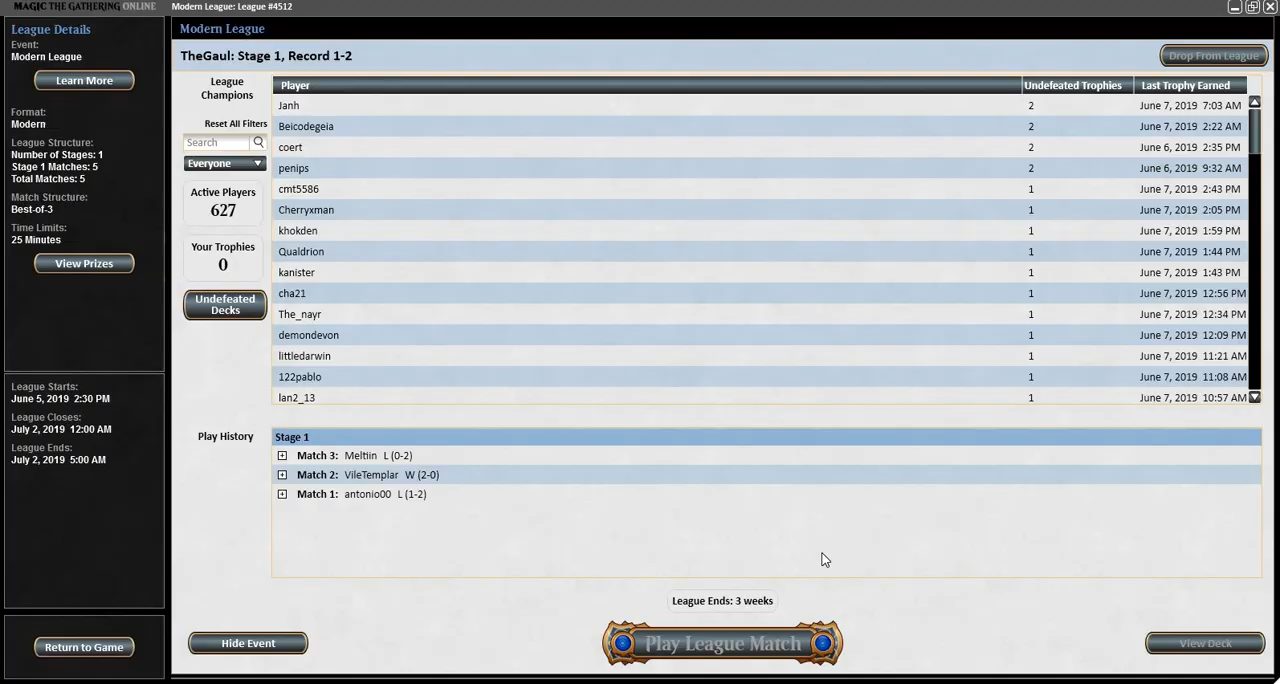 MAGIC THE GATHERING ONLINE
Modern League: League #4512
League Details
Event:
Modern League
Learn More
Format:
Modern
League Structure:
Number of Stages: 1
Stage 1 Matches: 5
Total Matches: 5
Match Structure:
Best-of-3
Time Limits:
25 Minutes
View Prizes
League Starts:
June 5, 2019 2:30 PM
League Closes:
July 2, 2019 12:00 AM
League Ends:
July 2, 2019 5:00 AM
Return to Game
Modern League
TheGaul: Stage 1, Record 1-2
Drop From League
League
Champions
Reset All Filters
Search
Everyone
Active Players
627
Your Trophies
0
Undefeated
Decks
Player Undefeated Trophies Last Trophy Earned
Janh 2 June 7, 2019 7:03 AM
Beicodegeia 2 June 7, 2019 2:22 AM
coert 2 June 6, 2019 2:35 PM
penips 2 June 6, 2019 9:32 AM
cmt5586 1 June 7, 2019 2:43 PM
Cherryxman 1 June 7, 2019 2:05 PM
khokden 1 June 7, 2019 1:59 PM
Qualdrion 1 June 7, 2019 1:44 PM
kanister 1 June 7, 2019 1:43 PM
cha21 1 June 7, 2019 12:56 PM
The_nayr 1 June 7, 2019 12:34 PM
demondevon 1 June 7, 2019 12:09 PM
littledarwin 1 June 7, 2019 11:21 AM
122pablo 1 June 7, 2019 11:08 AM
lan2_13 1 June 7, 2019 10:57 AM
Play History
Stage 1
Match 3: Meltiin L (0-2)
Match 2: VileTemplar W (2-0)
Match 1: antonio00 L (1-2)
League Ends: 3 weeks
Hide Event
Play League Match
View Deck